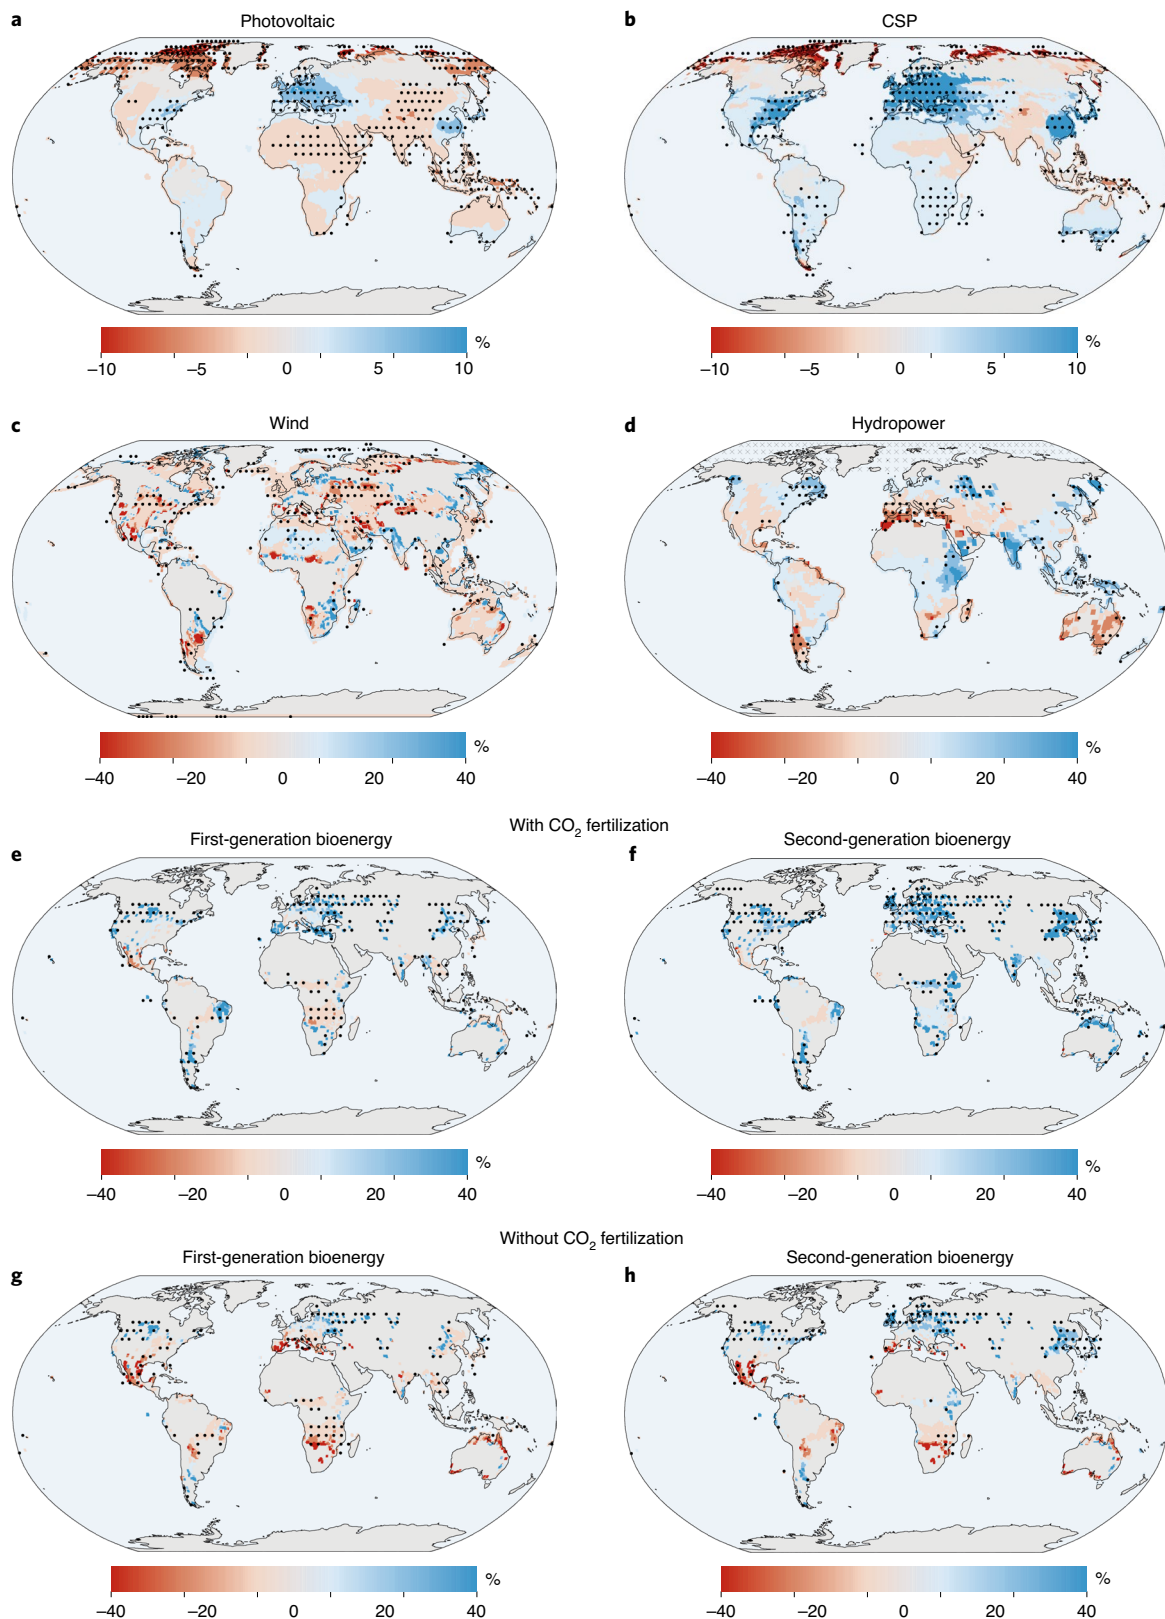 a
Photovoltaic
b
CSP
%
–10
–5
0
5
10
%
–10
–5
0
5
10
c
Wind
d
Hydropower
%
–40
–20
0
20
40
%
–40
–20
0
20
40
With CO₂ fertilization
e
First-generation bioenergy
f
Second-generation bioenergy
%
–40
–20
0
20
40
%
–40
–20
0
20
40
Without CO₂ fertilization
g
First-generation bioenergy
h
Second-generation bioenergy
%
–40
–20
0
20
40
%
–40
–20
0
20
40